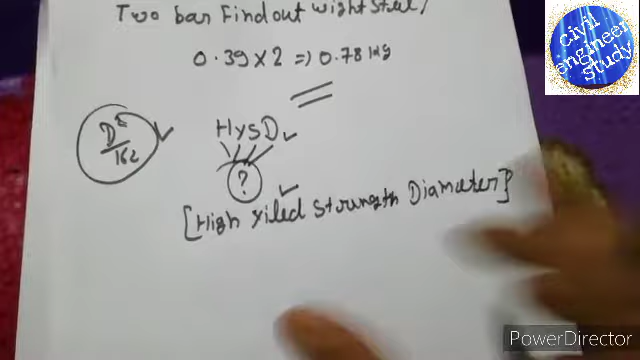 Two bar Find out wight Steel /
0.39 × 2 => 0.78 kg
D²/162
HysD
?
[High yiled Strungth Diameter]
civil
engineer
study
PowerDirector